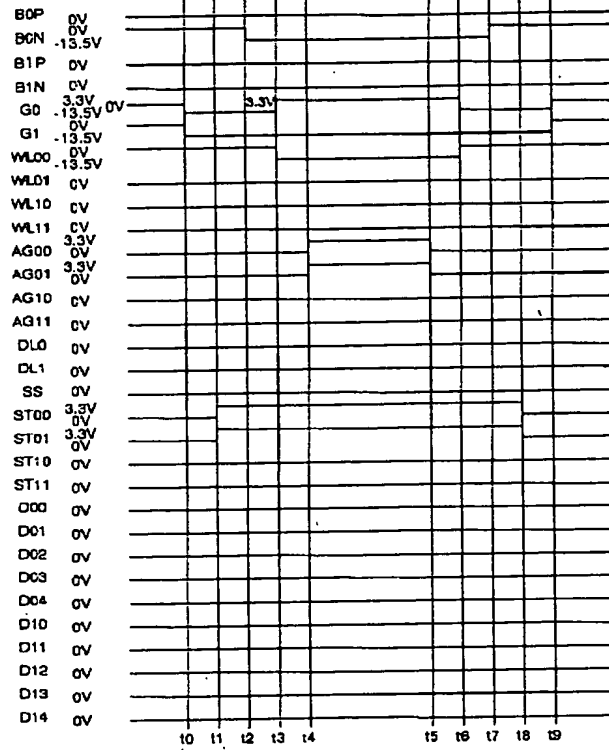 B0P 0V
B0N 0V
-13.5V
B1P 0V
B1N 0V
G0 3.3V 0V 3.3V
-13.5V
G1 0V
-13.5V
WL00 0V
-13.5V
WL01 0V
WL10 0V
WL11 0V
AG00 3.3V
0V
AG01 3.3V
0V
AG10 0V
AG11 0V
DL0 0V
DL1 0V
SS 0V
ST00 3.3V
0V
ST01 3.3V
0V
ST10 0V
ST11 0V
D00 0V
D01 0V
D02 0V
D03 0V
D04 0V
D10 0V
D11 0V
D12 0V
D13 0V
D14 0V
t0 t1 t2 t3 t4 t5 t6 t7 t8 t9